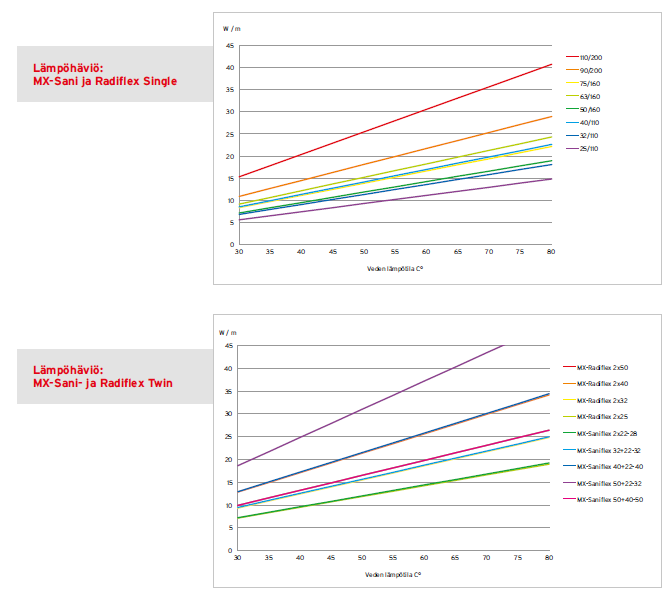 Lämpöhäviö:
MX-Sani ja Radiflex Single
W / m
45
40
35
30
25
20
15
10
5
0
30 35 40 45 50 55 60 65 70 75 80
Veden lämpötila C°
110/200
90/200
75/160
63/160
50/160
40/110
32/110
25/110
Lämpöhäviö:
MX-Sani- ja Radiflex Twin
W / m
45
40
35
30
25
20
15
10
5
0
30 35 40 45 50 55 60 65 70 75 80
Veden lämpötila C°
MX-Radiflex 2x50
MX-Radiflex 2x40
MX-Radiflex 2x32
MX-Radiflex 2x25
MX-Saniflex 2x22-28
MX-Saniflex 32+22-32
MX-Saniflex 40+22-40
MX-Saniflex 50+22-32
MX-Saniflex 50+40-50